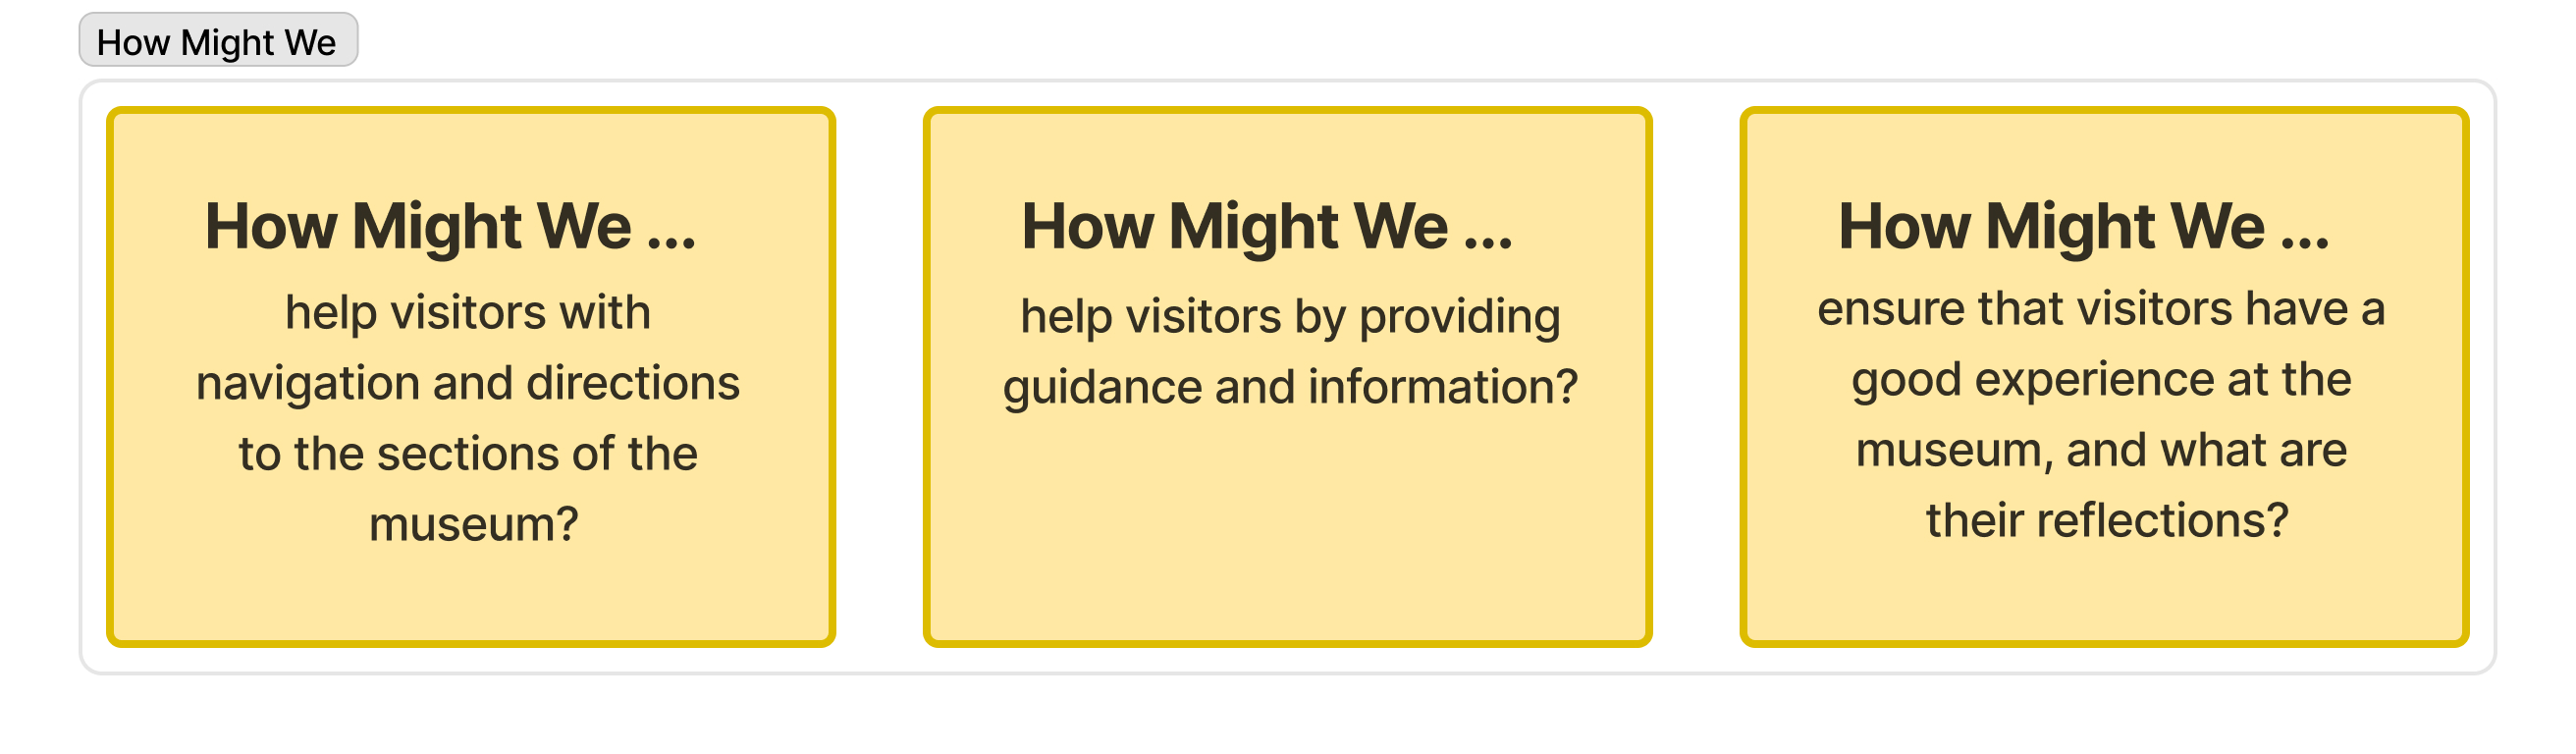 How Might We
How Might We ...
help visitors with
navigation and directions
to the sections of the
museum?
How Might We ...
help visitors by providing
guidance and information?
How Might We ...
ensure that visitors have a
good experience at the
museum, and what are
their reflections?